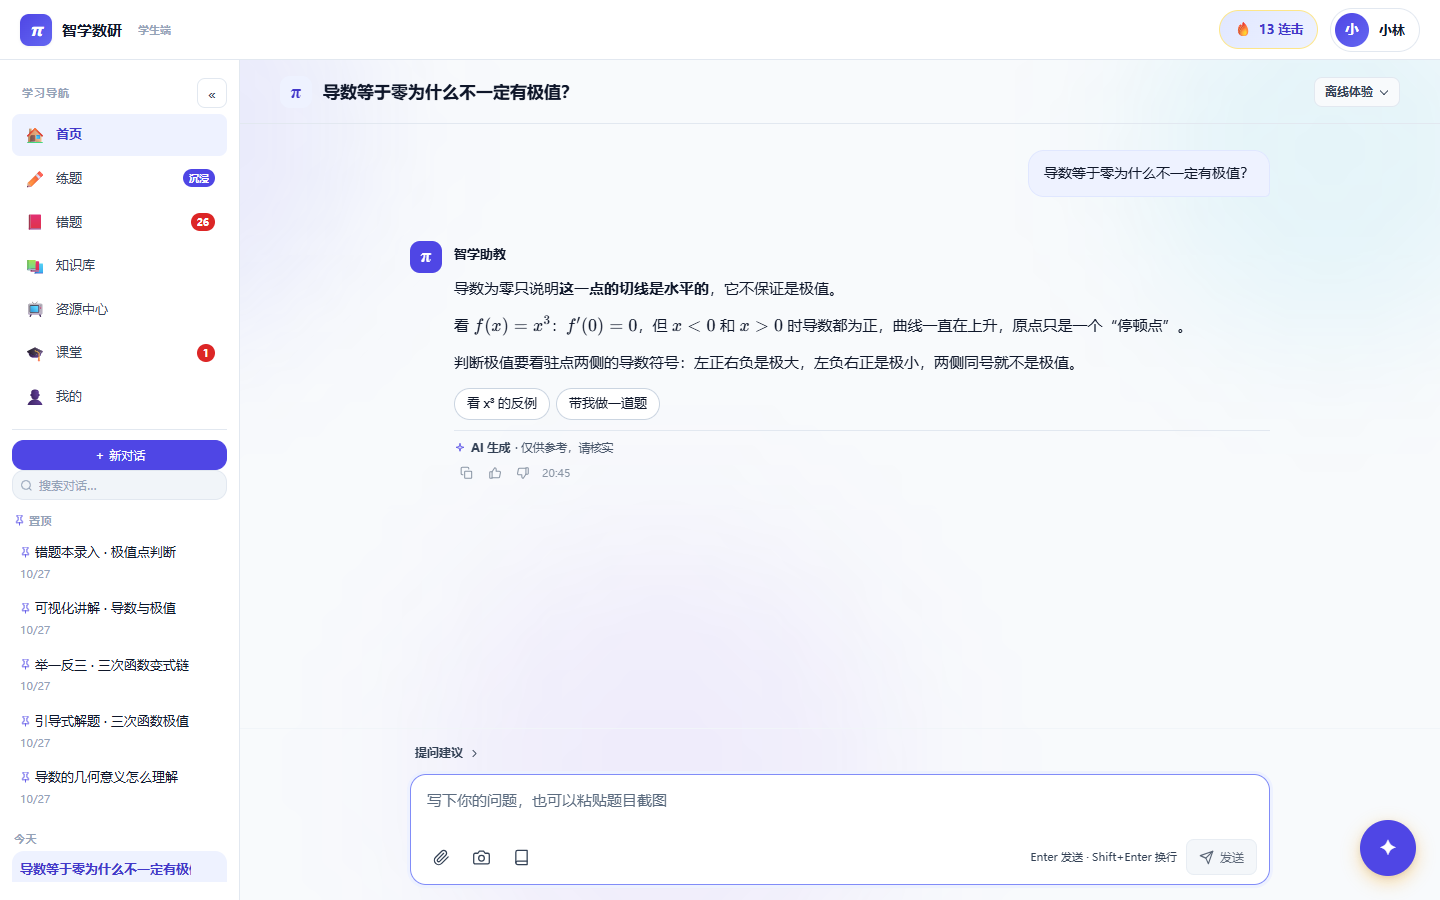 π 智学数研 学生端
13 连击
小 小林
学习导航 «
首页
练题 沉浸
错题 26
知识库
资源中心
课堂 1
我的
+ 新对话
搜索对话...
置顶
错题本录入 · 极值点判断
10/27
可视化讲解 · 导数与极值
10/27
举一反三 · 三次函数变式链
10/27
引导式解题 · 三次函数极值
10/27
导数的几何意义怎么理解
10/27
今天
导数等于零为什么不一定有极
π 导数等于零为什么不一定有极值？
离线体验
导数等于零为什么不一定有极值？
π 智学助教
导数为零只说明这一点的切线是水平的，它不保证是极值。
看 f(x) = x³：f′(0) = 0，但 x < 0 和 x > 0 时导数都为正，曲线一直在上升，原点只是一个“停顿点”。
判断极值要看驻点两侧的导数符号：左正右负是极大，左负右正是极小，两侧同号就不是极值。
看 x³ 的反例 带我做一道题
AI 生成 · 仅供参考，请核实
20:45
提问建议 >
写下你的问题，也可以粘贴题目截图
Enter 发送 · Shift+Enter 换行 发送